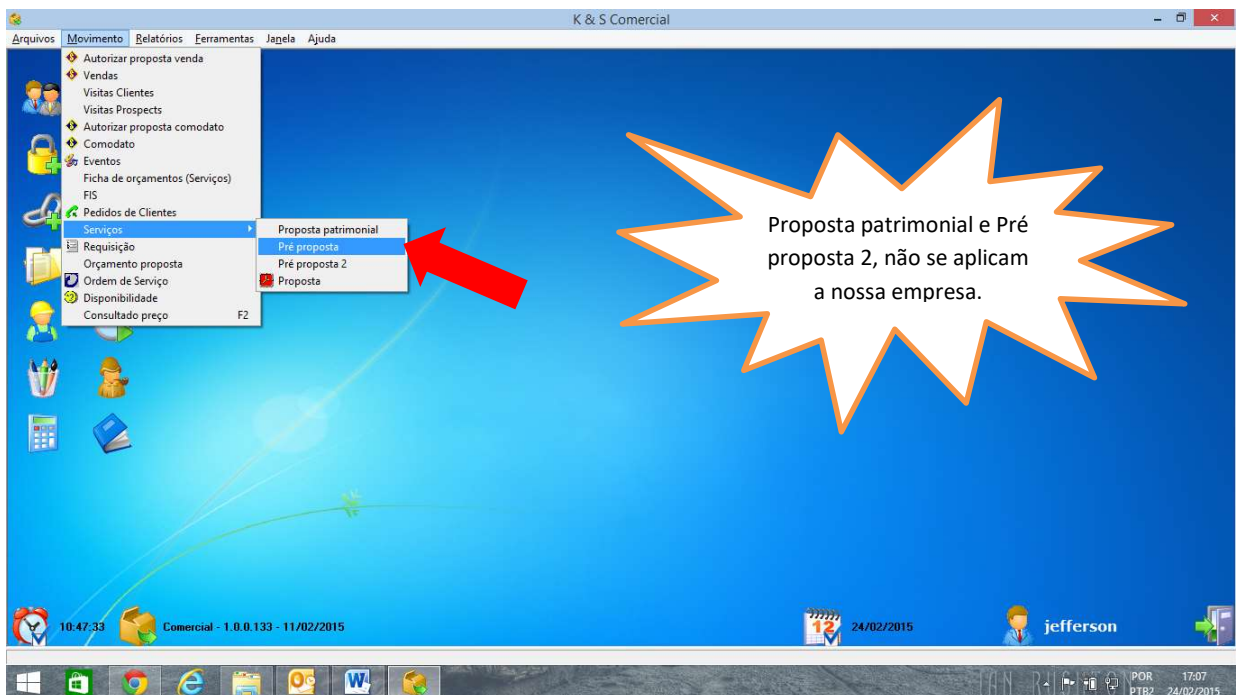 K & S Comercial
Arquivos Movimento Relatórios Ferramentas Janela Ajuda
Autorizar proposta venda
Vendas
Visitas Clientes
Visitas Prospects
Autorizar proposta comodato
Comodato
Eventos
Ficha de orçamentos (Serviços)
FIS
Pedidos de Clientes
Serviços
Requisição
Orçamento proposta
Ordem de Serviço
Disponibilidade
Consultado preço F2
Proposta patrimonial
Pré proposta
Pré proposta 2
Proposta
Proposta patrimonial e Pré
proposta 2, não se aplicam
a nossa empresa.
10:47:33
Comercial - 1.0.0.133 - 11/02/2015
12
24/02/2015
jefferson
POR 17:07
PTB2 24/02/2015